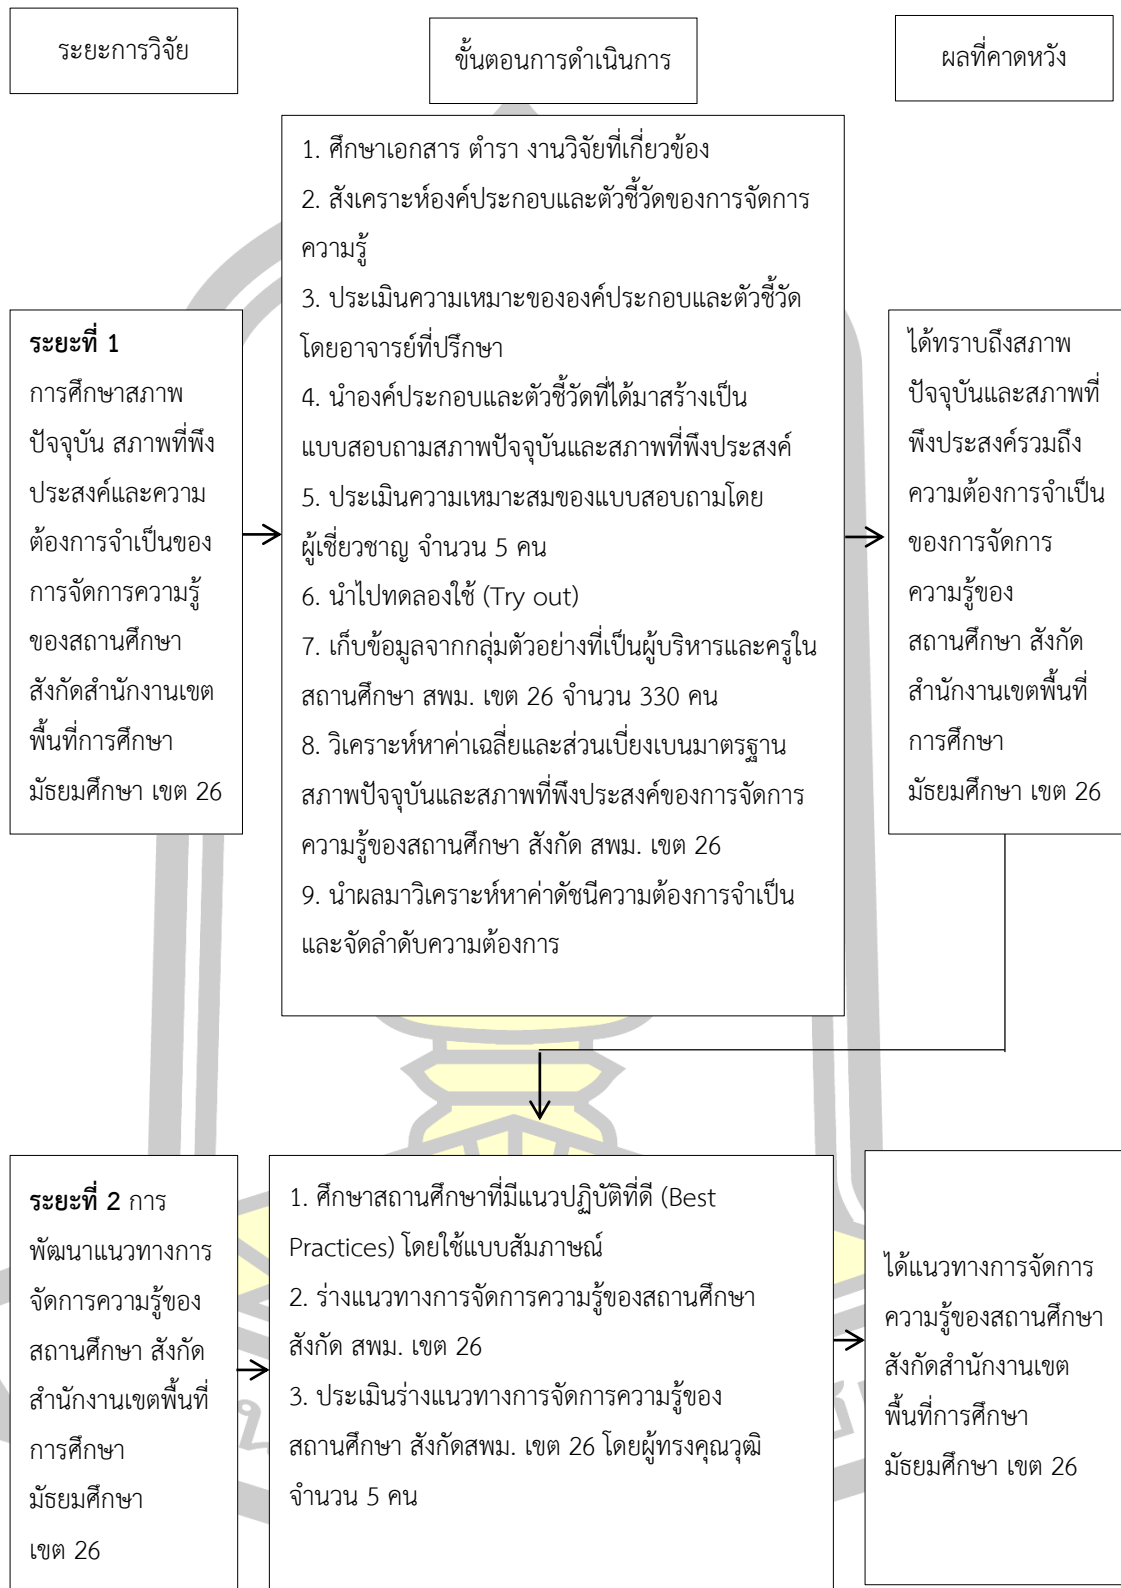 ระยะการวิจัย
ขั้นตอนการดำเนินการ
ผลที่คาดหวัง
ระยะที่ 1
การศึกษาสภาพ
ปัจจุบัน สภาพที่พึง
ประสงค์และความ
ต้องการจำเป็นของ
การจัดการความรู้
ของสถานศึกษา
สังกัดสำนักงานเขต
พื้นที่การศึกษา
มัธยมศึกษา เขต 26
1. ศึกษาเอกสาร ตำรา งานวิจัยที่เกี่ยวข้อง
2. สังเคราะห์องค์ประกอบและตัวชี้วัดของการจัดการ
ความรู้
3. ประเมินความเหมาะขององค์ประกอบและตัวชี้วัด
โดยอาจารย์ที่ปรึกษา
4. นำองค์ประกอบและตัวชี้วัดที่ได้มาสร้างเป็น
แบบสอบถามสภาพปัจจุบันและสภาพที่พึงประสงค์
5. ประเมินความเหมาะสมของแบบสอบถามโดย
ผู้เชี่ยวชาญ จำนวน 5 คน
6. นำไปทดลองใช้ (Try out)
7. เก็บข้อมูลจากกลุ่มตัวอย่างที่เป็นผู้บริหารและครูใน
สถานศึกษา สพม. เขต 26 จำนวน 330 คน
8. วิเคราะห์หาค่าเฉลี่ยและส่วนเบี่ยงเบนมาตรฐาน
สภาพปัจจุบันและสภาพที่พึงประสงค์ของการจัดการ
ความรู้ของสถานศึกษา สังกัด สพม. เขต 26
9. นำผลมาวิเคราะห์หาค่าดัชนีความต้องการจำเป็น
และจัดลำดับความต้องการ
ได้ทราบถึงสภาพ
ปัจจุบันและสภาพที่
พึงประสงค์รวมถึง
ความต้องการจำเป็น
ของการจัดการ
ความรู้ของ
สถานศึกษา สังกัด
สำนักงานเขตพื้นที่
การศึกษา
มัธยมศึกษา เขต 26
ระยะที่ 2 การ
พัฒนาแนวทางการ
จัดการความรู้ของ
สถานศึกษา สังกัด
สำนักงานเขตพื้นที่
การศึกษา
มัธยมศึกษา
เขต 26
1. ศึกษาสถานศึกษาที่มีแนวปฏิบัติที่ดี (Best
Practices) โดยใช้แบบสัมภาษณ์
2. ร่างแนวทางการจัดการความรู้ของสถานศึกษา
สังกัด สพม. เขต 26
3. ประเมินร่างแนวทางการจัดการความรู้ของ
สถานศึกษา สังกัดสพม. เขต 26 โดยผู้ทรงคุณวุฒิ
จำนวน 5 คน
ได้แนวทางการจัดการ
ความรู้ของสถานศึกษา
สังกัดสำนักงานเขต
พื้นที่การศึกษา
มัธยมศึกษา เขต 26